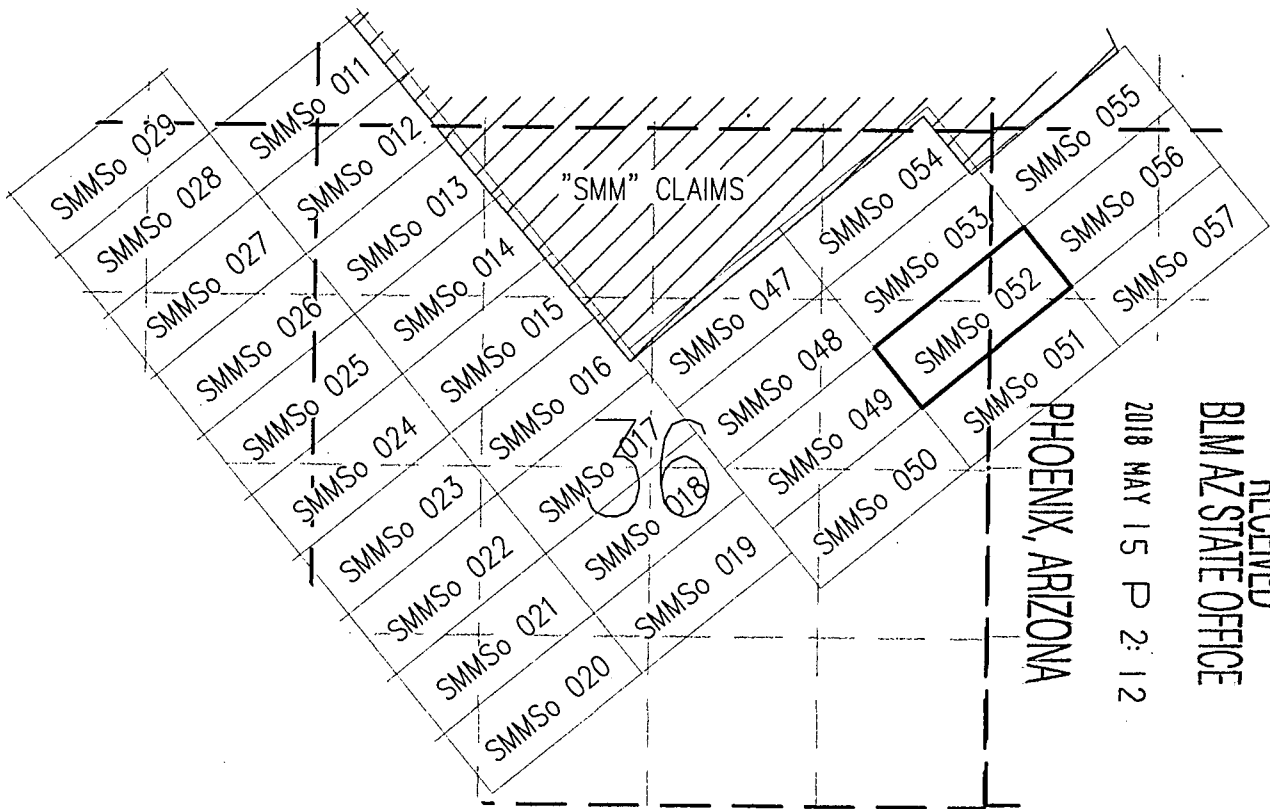 SMMSo 029
SMMSo 028
SMMSo 027
SMMSo 026
SMMSo 025
SMMSo 024
SMMSo 023
SMMSo 022
SMMSo 021
SMMSo 020
SMMSo 011
SMMSo 012
SMMSo 013
SMMSo 014
SMMSo 015
SMMSo 016
SMMSo 017
SMMSo 018
SMMSo 019
36
"SMM" CLAIMS
SMMSo 047
SMMSo 048
SMMSo 049
SMMSo 050
SMMSo 054
SMMSo 053
SMMSo 052
SMMSo 051
SMMSo 055
SMMSo 056
SMMSo 057
RECEIVED
BLM AZ STATE OFFICE
2018 MAY 15 P 2:12
PHOENIX, ARIZONA